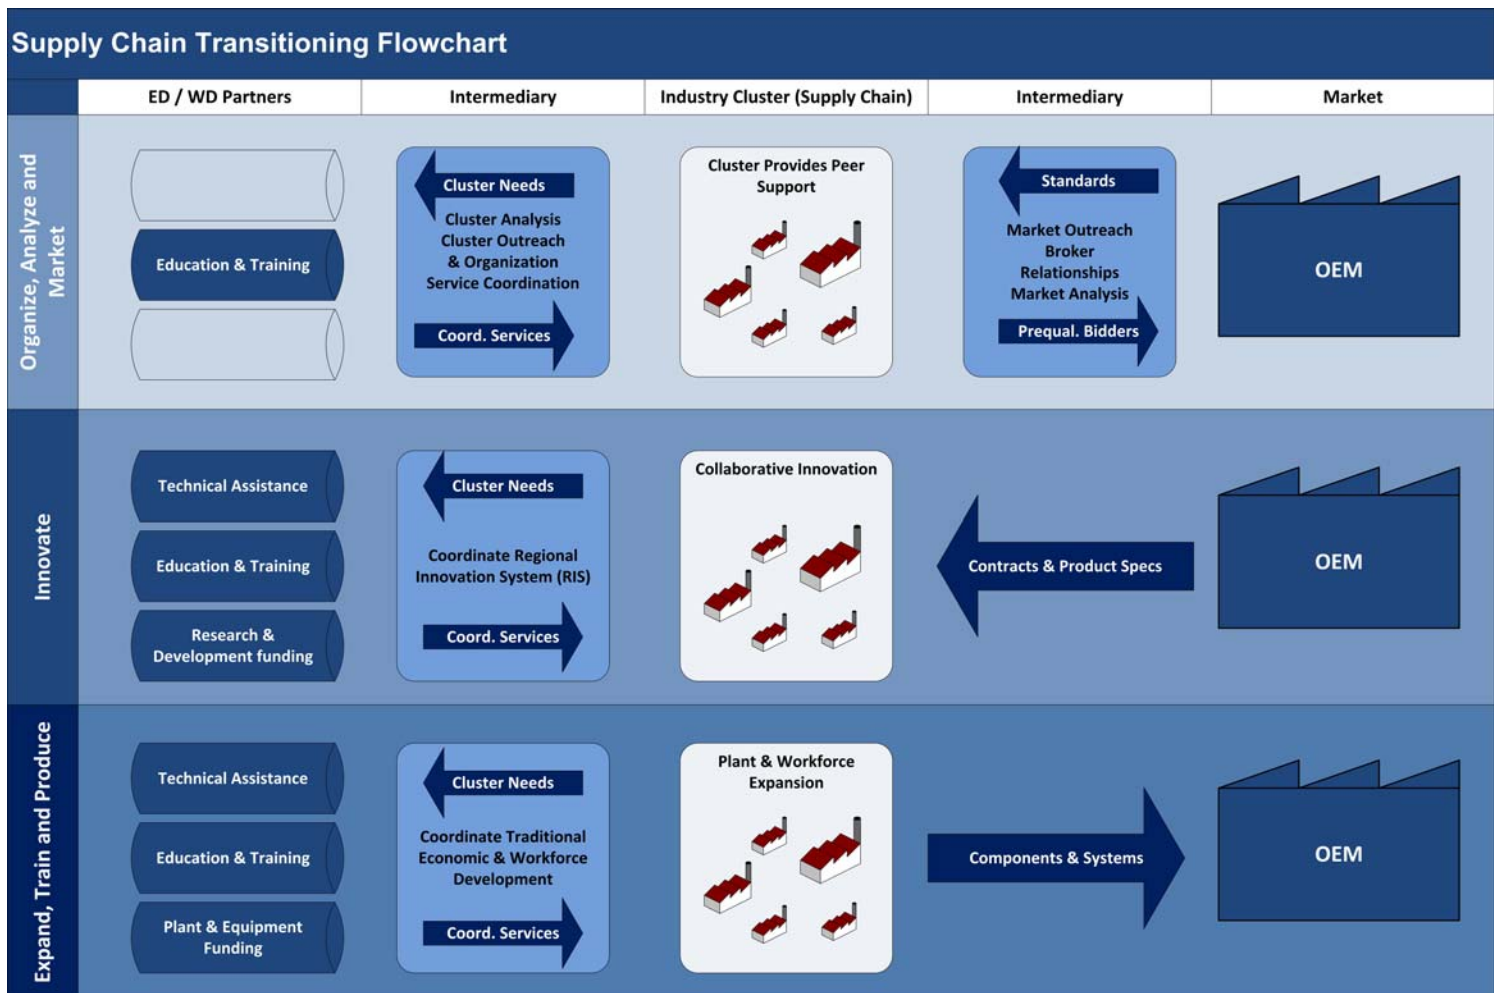 Supply Chain Transitioning Flowchart
ED / WD Partners
Intermediary
Industry Cluster (Supply Chain)
Intermediary
Market
Organize, Analyze and
Market
Education & Training
Cluster Needs
Cluster Analysis
Cluster Outreach
& Organization
Service Coordination
Coord. Services
Cluster Provides Peer
Support
Standards
Market Outreach
Broker
Relationships
Market Analysis
Prequal. Bidders
OEM
Innovate
Technical Assistance
Education & Training
Research &
Development funding
Cluster Needs
Coordinate Regional
Innovation System (RIS)
Coord. Services
Collaborative Innovation
Contracts & Product Specs
OEM
Expand, Train and Produce
Technical Assistance
Education & Training
Plant & Equipment
Funding
Cluster Needs
Coordinate Traditional
Economic & Workforce
Development
Coord. Services
Plant & Workforce
Expansion
Components & Systems
OEM